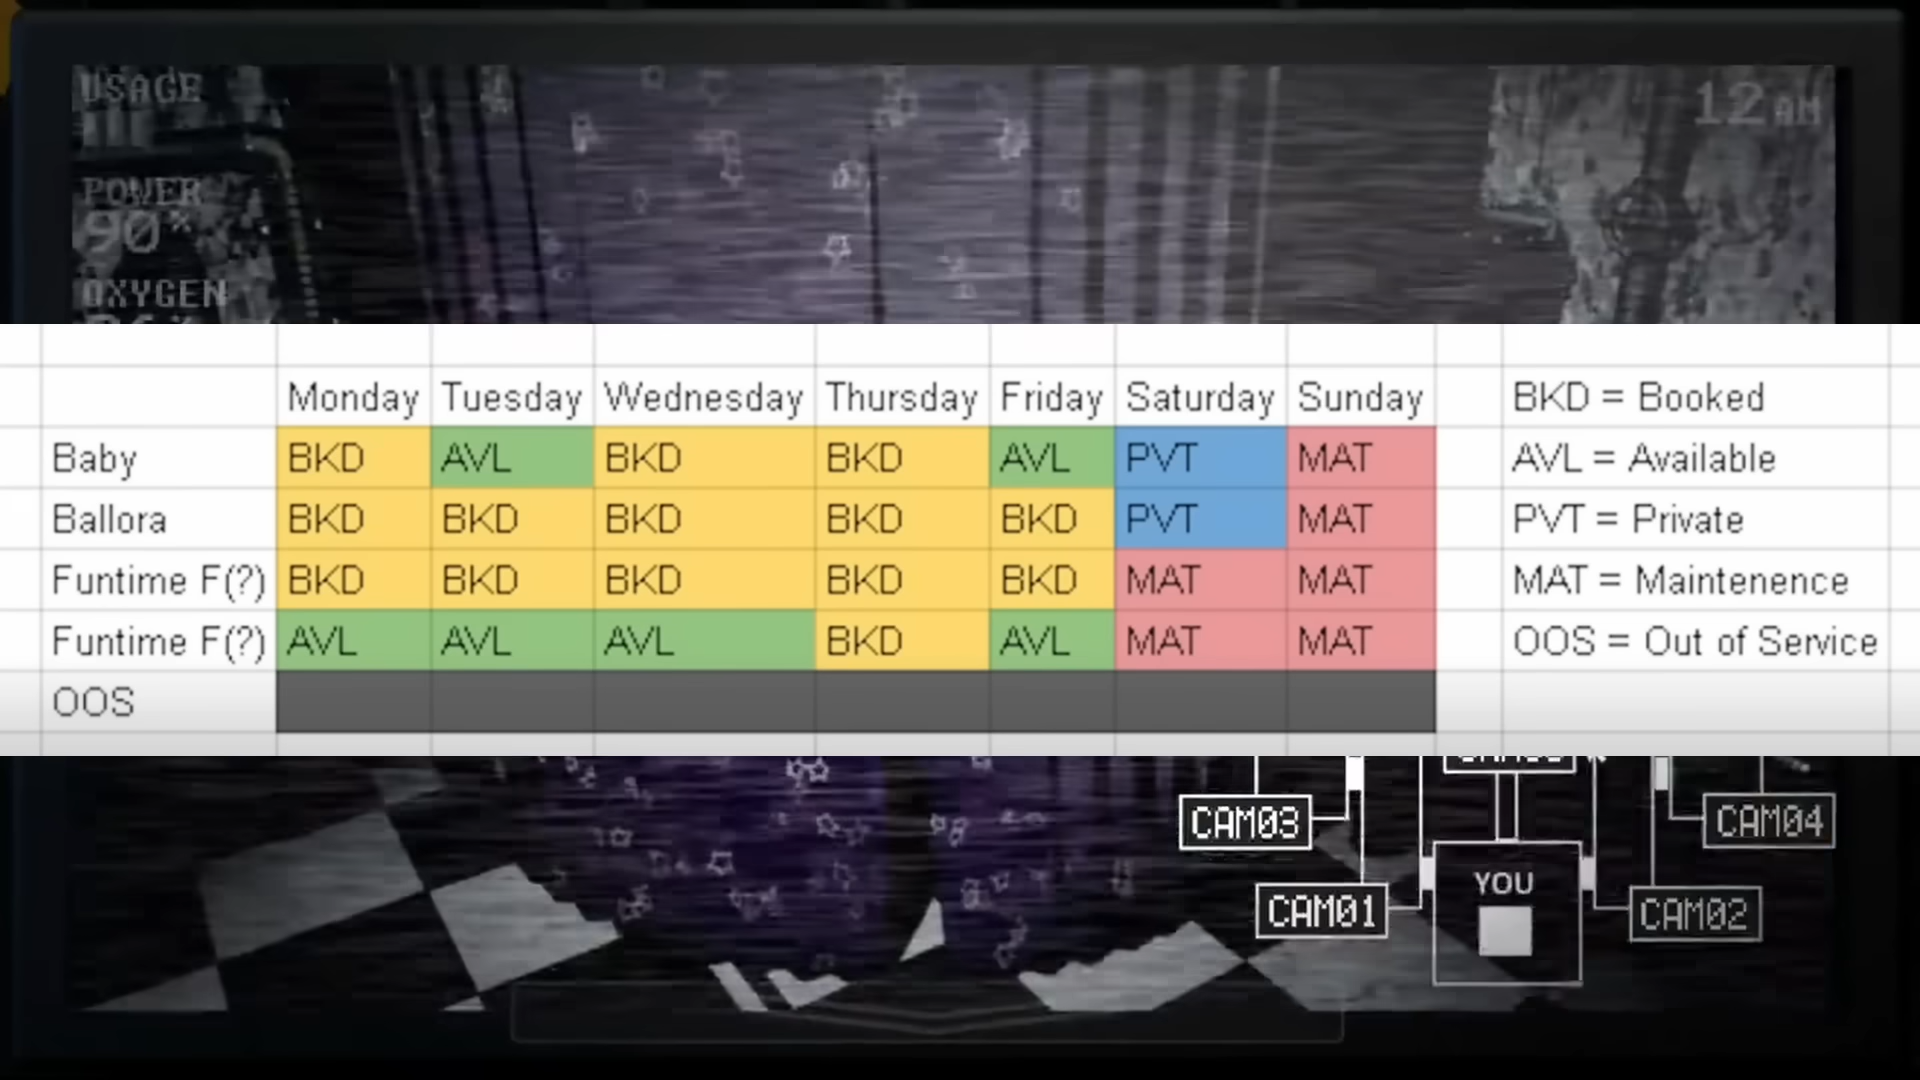 USAGE
12 AM
POWER
90%
OXYGEN
Monday Tuesday Wednesday Thursday Friday Saturday Sunday BKD = Booked
Baby BKD AVL BKD BKD AVL PVT MAT AVL = Available
Ballora BKD BKD BKD BKD BKD PVT MAT PVT = Private
Funtime F(?) BKD BKD BKD BKD BKD MAT MAT MAT = Maintenence
Funtime F(?) AVL AVL AVL BKD AVL MAT MAT OOS = Out of Service
OOS
CAM03 CAM04
YOU
CAM01 CAM02